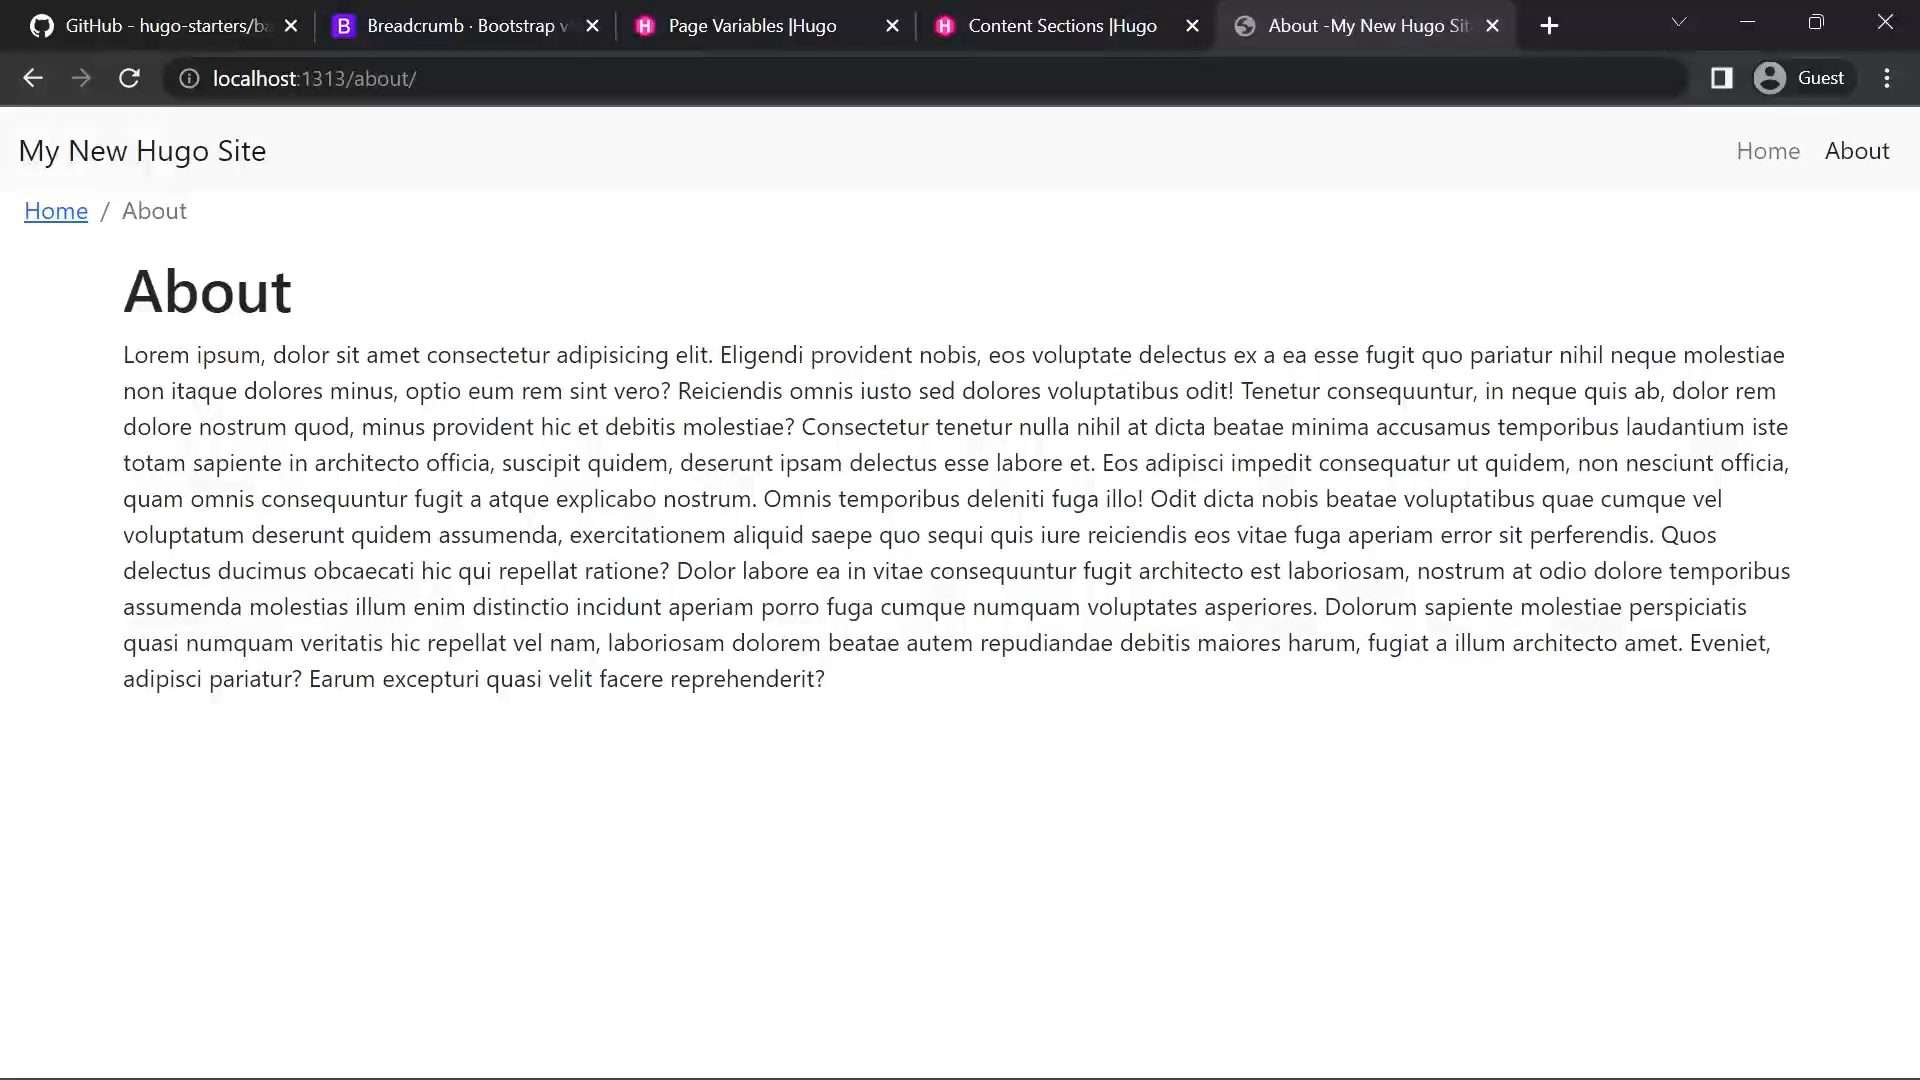 GitHub - hugo-starters/ba
Breadcrumb · Bootstrap v
Page Variables |Hugo
Content Sections |Hugo
About -My New Hugo Sit
localhost:1313/about/
Guest
My New Hugo Site
Home
About
Home / About
About
Lorem ipsum, dolor sit amet consectetur adipisicing elit. Eligendi provident nobis, eos voluptate delectus ex a ea esse fugit quo pariatur nihil neque molestiae
non itaque dolores minus, optio eum rem sint vero? Reiciendis omnis iusto sed dolores voluptatibus odit! Tenetur consequuntur, in neque quis ab, dolor rem
dolore nostrum quod, minus provident hic et debitis molestiae? Consectetur tenetur nulla nihil at dicta beatae minima accusamus temporibus laudantium iste
totam sapiente in architecto officia, suscipit quidem, deserunt ipsam delectus esse labore et. Eos adipisci impedit consequatur ut quidem, non nesciunt officia,
quam omnis consequuntur fugit a atque explicabo nostrum. Omnis temporibus deleniti fuga illo! Odit dicta nobis beatae voluptatibus quae cumque vel
voluptatum deserunt quidem assumenda, exercitationem aliquid saepe quo sequi quis iure reiciendis eos vitae fuga aperiam error sit perferendis. Quos
delectus ducimus obcaecati hic qui repellat ratione? Dolor labore ea in vitae consequuntur fugit architecto est laboriosam, nostrum at odio dolore temporibus
assumenda molestias illum enim distinctio incidunt aperiam porro fuga cumque numquam voluptates asperiores. Dolorum sapiente molestiae perspiciatis
quasi numquam veritatis hic repellat vel nam, laboriosam dolorem beatae autem repudiandae debitis maiores harum, fugiat a illum architecto amet. Eveniet,
adipisci pariatur? Earum excepturi quasi velit facere reprehenderit?